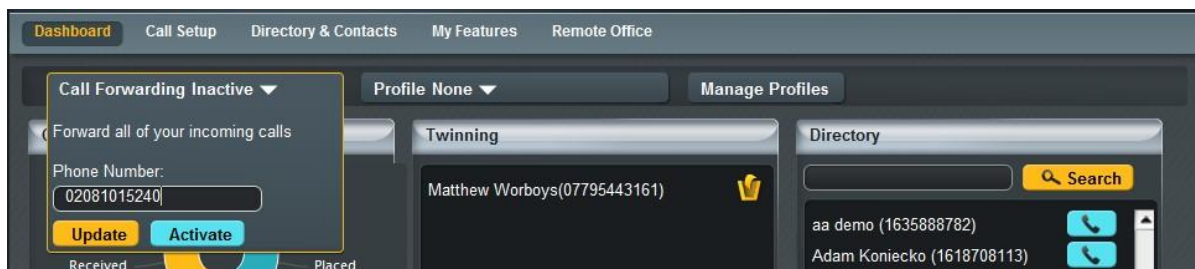 Dashboard Call Setup Directory & Contacts My Features Remote Office
Call Forwarding Inactive Profile None Manage Profiles
Forward all of your incoming calls
Phone Number:
02081015240
Update Activate
Received Placed
Twinning
Matthew Worboys(07795443161)
Directory
Search
aa demo (1635888782)
Adam Koniecko (1618708113)